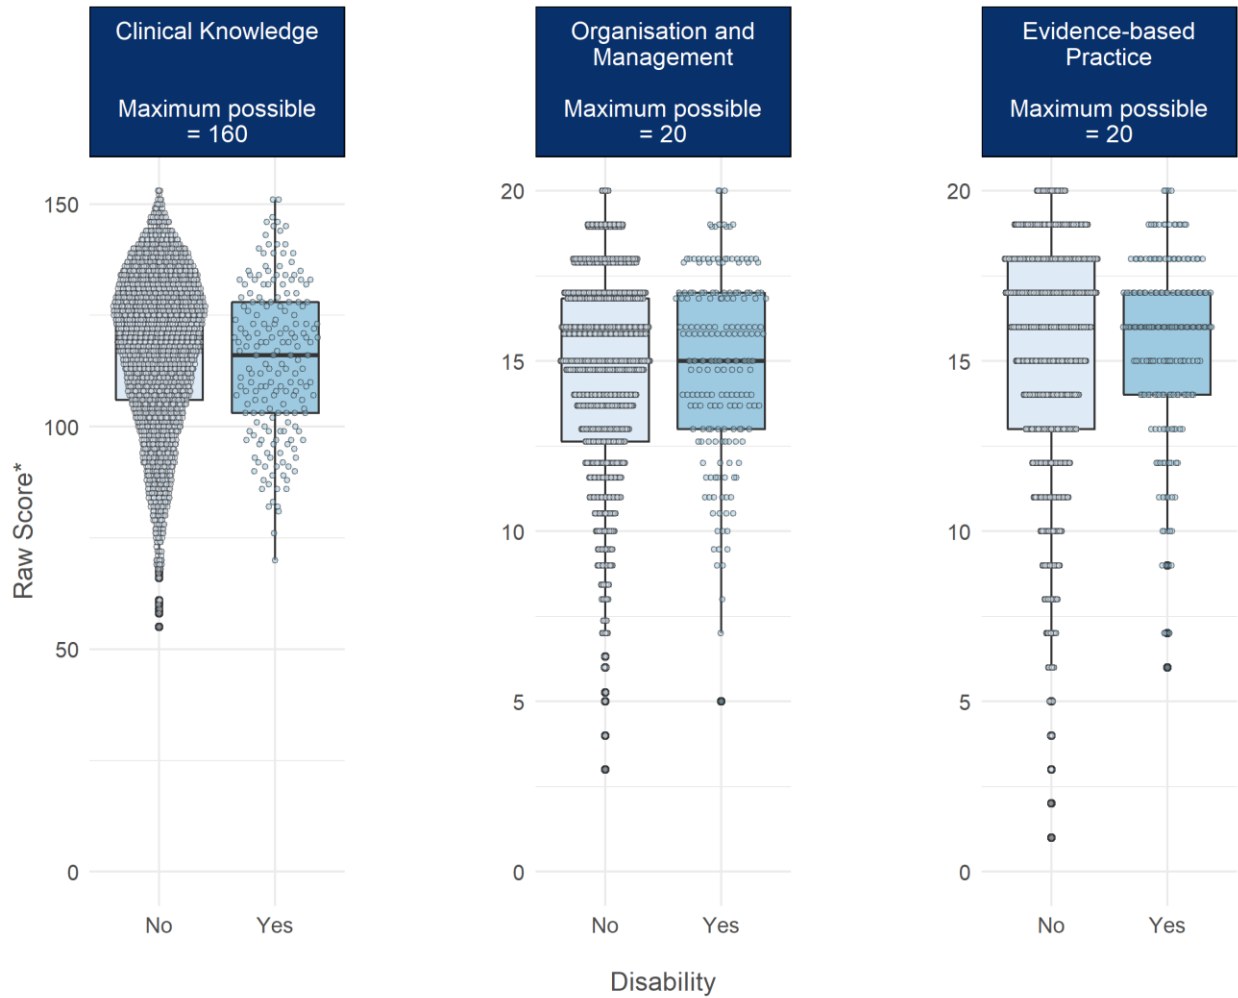 Clinical Knowledge
Maximum possible
= 160
Organisation and
Management
Maximum possible
= 20
Evidence-based
Practice
Maximum possible
= 20
Raw Score*
150
100
50
0
No
Yes
20
15
10
5
0
No
Yes
20
15
10
5
0
No
Yes
Disability